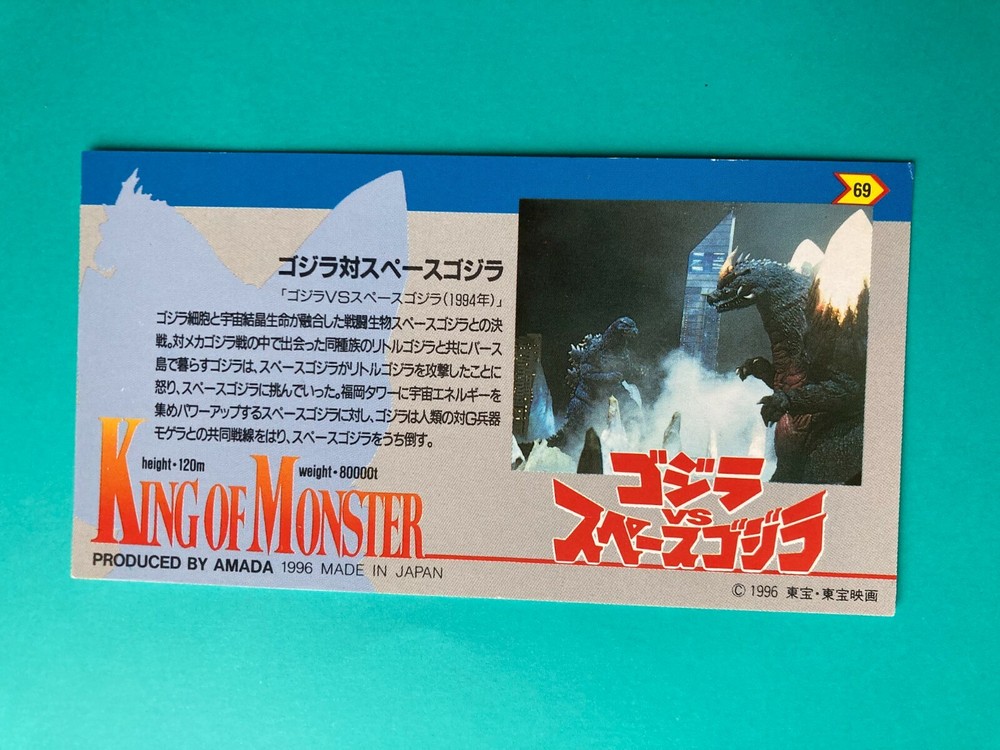 69
ゴジラ対スペースゴジラ
「ゴジラVSスペースゴジラ(1994年)」
ゴジラ細胞と宇宙結晶生命が融合した戦闘生物スペースゴジラとの決
戦。対メカゴジラ戦の中で出会った同種族のリトルゴジラと共にバース
島で暮らすゴジラは、スペースゴジラがリトルゴジラを攻撃したことに
怒り、スペースゴジラに挑んでいった。福岡タワーに宇宙エネルギーを
集めパワーアップするスペースゴジラに対し、ゴジラは人類の対G兵器
モゲラとの共同戦線をはり、スペースゴジラをうち倒す。
height・120m
weight・80000t
KING OF MONSTER
PRODUCED BY AMADA 1996 MADE IN JAPAN
ゴジラ
VS
スペースゴジラ
© 1996 東宝・東宝映画